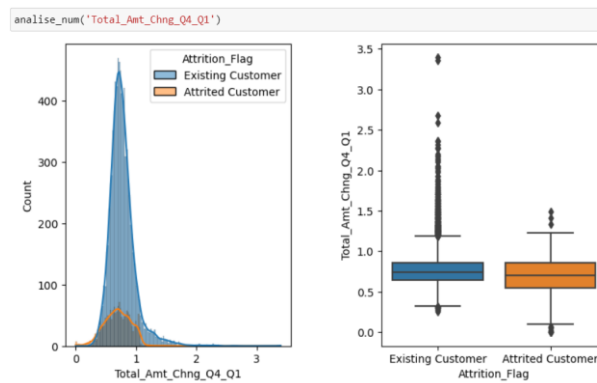 analise_num('Total_Amt_Chng_Q4_Q1')
Attrition_Flag
Existing Customer
Attrited Customer
400
300
200
100
0
Count
0
1
2
3
Total_Amt_Chng_Q4_Q1
3.5
3.0
2.5
2.0
1.5
1.0
0.5
0.0
Total_Amt_Chng_Q4_Q1
Existing Customer Attrited Customer
Attrition_Flag